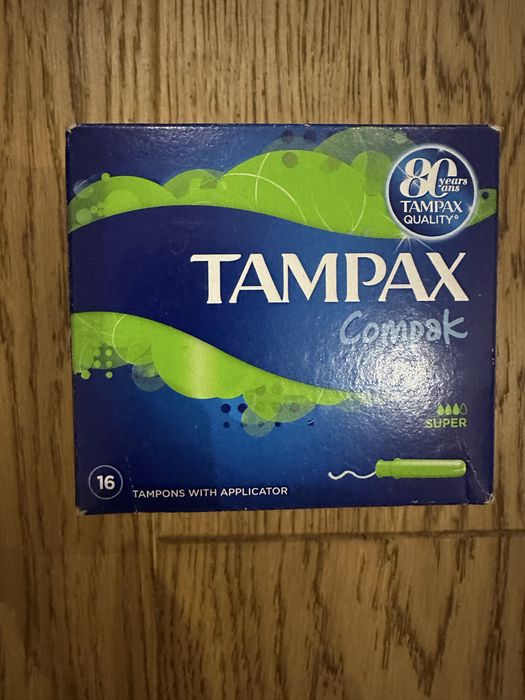 80
years
ans
TAMPAX
QUALITY°
TAMPAX
Compak
SUPER
16
TAMPONS WITH APPLICATOR